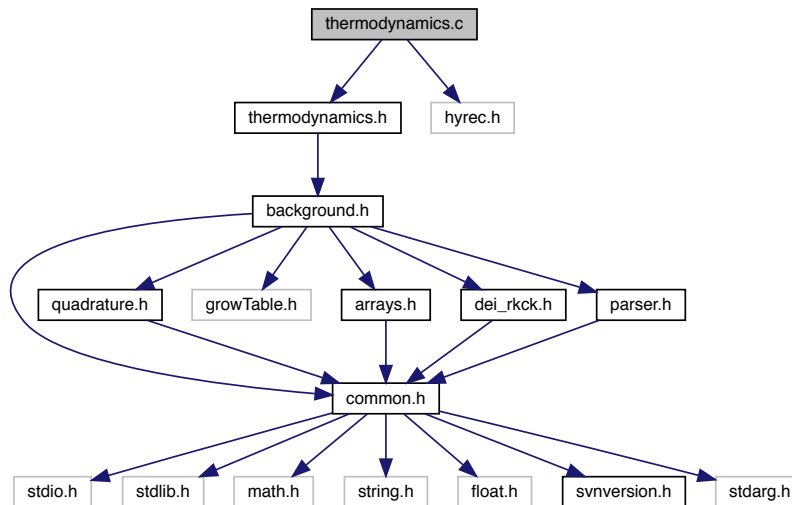 thermodynamics.c
thermodynamics.h
hyrec.h
background.h
quadrature.h
growTable.h
arrays.h
dei_rkck.h
parser.h
common.h
stdio.h
stdlib.h
math.h
string.h
float.h
svnversion.h
stdarg.h